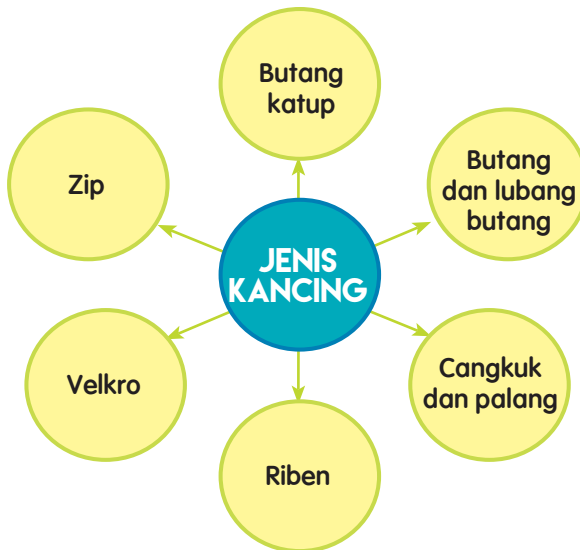 Butang
katup
Zip
Butang
dan lubang
butang
JENIS
KANCING
Velkro
Cangkuk
dan palang
Riben